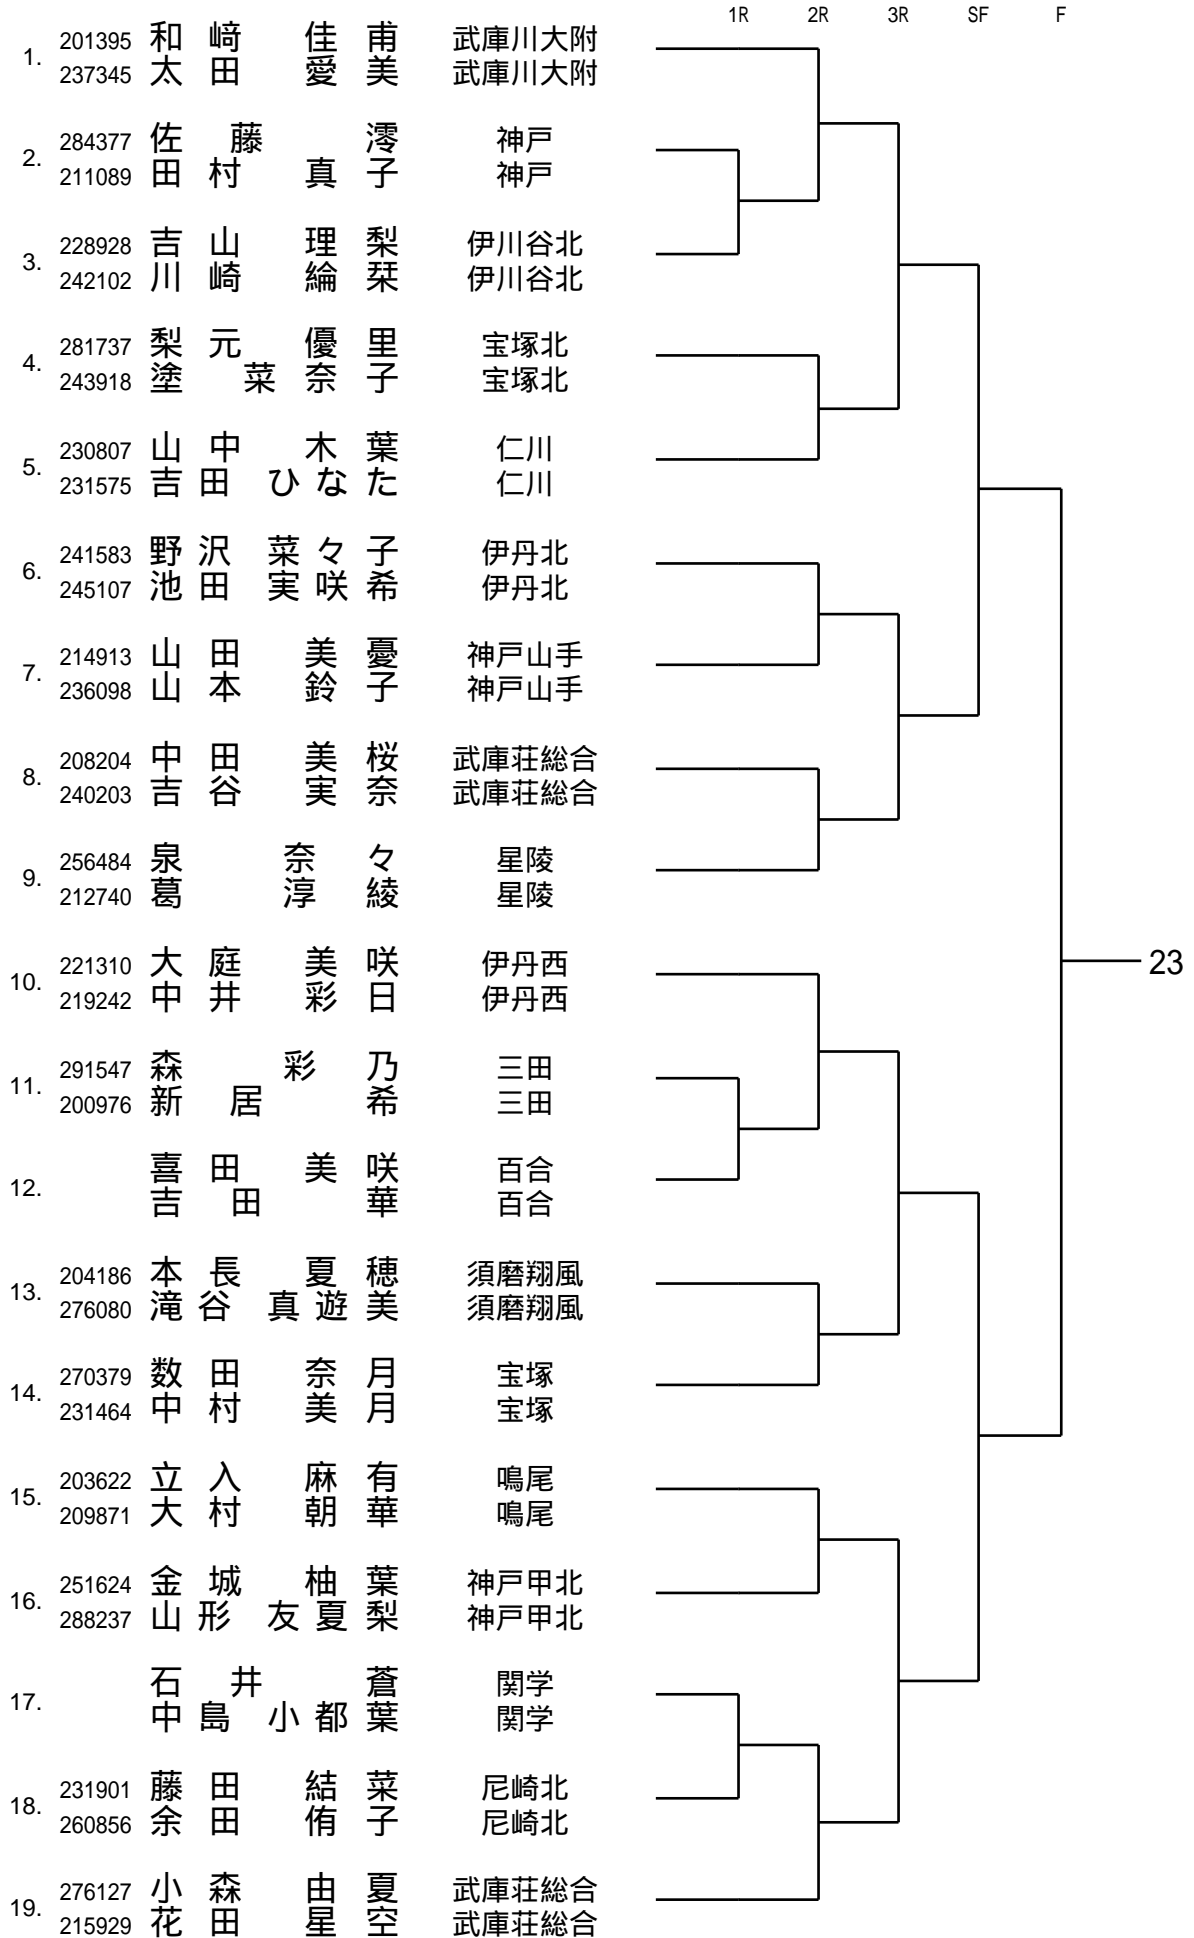 1R 2R 3R SF F
1. 201395 和﨑 佳甫 武庫川大附
237345 太田 愛美 武庫川大附
2. 284377 佐藤 澪 神戸
211089 田村 真子 神戸
3. 228928 吉山 理梨 伊川谷北
242102 川崎 綸栞 伊川谷北
4. 281737 梨元 優里 宝塚北
243918 塗 菜奈子 宝塚北
5. 230807 山中 木葉 仁川
231575 吉田 ひなた 仁川
6. 241583 野沢 菜々子 伊丹北
245107 池田 実咲希 伊丹北
7. 214913 山田 美憂 神戸山手
236098 山本 鈴子 神戸山手
8. 208204 中田 美桜 武庫荘総合
240203 吉谷 実奈 武庫荘総合
9. 256484 泉 奈々 星陵
212740 葛 淳綾 星陵
10. 221310 大庭 美咲 伊丹西
219242 中井 彩日 伊丹西
23
11. 291547 森 彩乃 三田
200976 新居 希 三田
12. 喜田 美咲 百合
吉田 華 百合
13. 204186 本長 夏穂 須磨翔風
276080 滝谷 真遊美 須磨翔風
14. 270379 数田 奈月 宝塚
231464 中村 美月 宝塚
15. 203622 立入 麻有 鳴尾
209871 大村 朝華 鳴尾
16. 251624 金城 柚葉 神戸甲北
288237 山形 友夏梨 神戸甲北
17. 石井 蒼 関学
中島 小都葉 関学
18. 231901 藤田 結菜 尼崎北
260856 余田 侑子 尼崎北
19. 276127 小森 由夏 武庫荘総合
215929 花田 星空 武庫荘総合